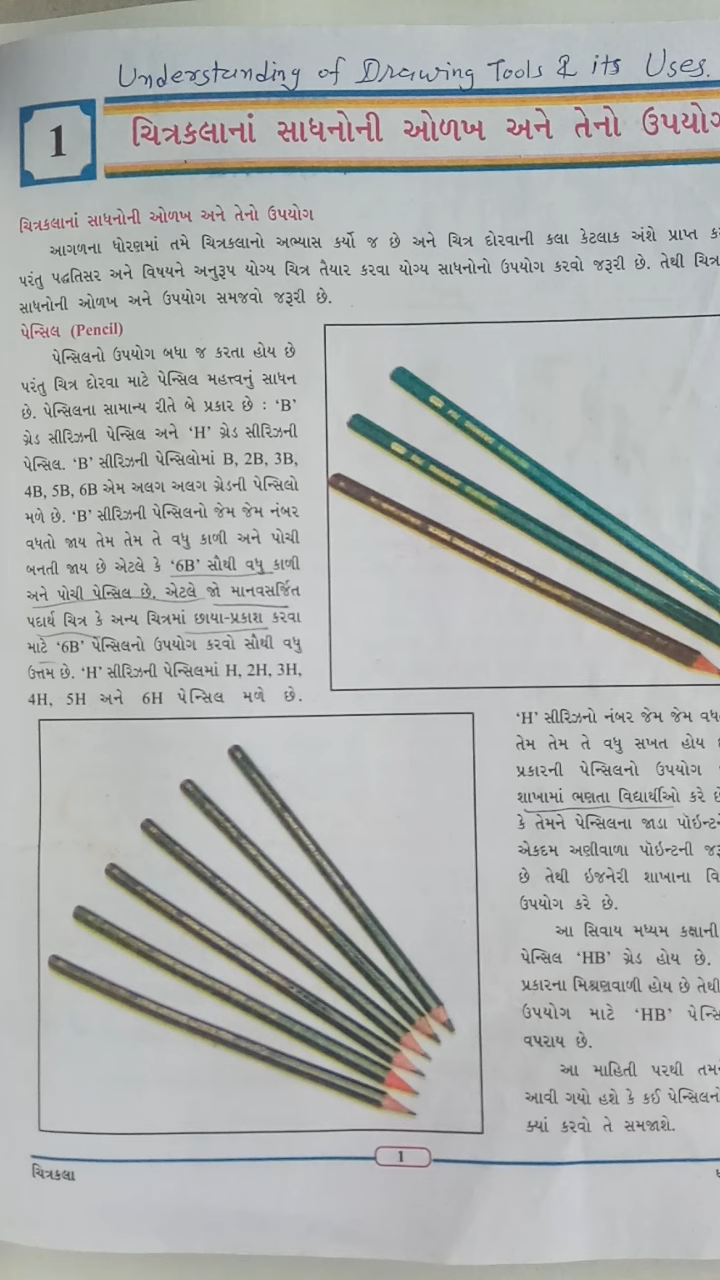 Understanding of Drawing Tools & its Uses.
1
ચિત્રકલાનાં સાધનોની ઓળખ અને તેનો ઉપયોગ
ચિત્રકલાનાં સાધનોની ઓળખ અને તેનો ઉપયોગ
આગળના ધોરણમાં તમે ચિત્રકલાનો અભ્યાસ કર્યો જ છે અને ચિત્ર દોરવાની કલા કેટલાક અંશે પ્રાપ્ત
પરંતુ પદ્ધતિસર અને વિષયને અનુરૂપ યોગ્ય ચિત્ર તૈયાર કરવા યોગ્ય સાધનોનો ઉપયોગ કરવો જરૂરી છે. તેથી ચિત્ર
સાધનોની ઓળખ અને ઉપયોગ સમજવો જરૂરી છે.
પેન્સિલ (Pencil)
પેન્સિલનો ઉપયોગ બધા જ કરતા હોય છે
પરંતુ ચિત્ર દોરવા માટે પેન્સિલ મહત્ત્વનું સાધન
છે. પેન્સિલના સામાન્ય રીતે બે પ્રકાર છે : ‘B’
ગ્રેડ સીરિઝની પેન્સિલ અને ‘H’ ગ્રેડ સીરિઝની
પેન્સિલ. ‘B’ સીરિઝની પેન્સિલોમાં B, 2B, 3B,
4B, 5B, 6B એમ અલગ અલગ ગ્રેડની પેન્સિલો
મળે છે. ‘B’ સીરિઝની પેન્સિલનો જેમ જેમ નંબર
વધતો જાય તેમ તેમ તે વધુ કાળી અને પોચી
બનતી જાય છે એટલે કે ‘6B’ સૌથી વધુ કાળી
અને પોચી પેન્સિલ છે. એટલે જો માનવસર્જિત
પદાર્થ ચિત્ર કે અન્ય ચિત્રમાં છાયા-પ્રકાશ કરવા
માટે ‘6B’ પેન્સિલનો ઉપયોગ કરવો સૌથી વધુ
ઉત્તમ છે. ‘H’ સીરિઝની પેન્સિલમાં H, 2H, 3H,
4H, 5H અને 6H પેન્સિલ મળે છે.
‘H’ સીરિઝનો નંબર જેમ જેમ
તેમ તેમ તે વધુ સખત હોય
પ્રકારની પેન્સિલનો ઉપયોગ
શાખામાં ભણતા વિદ્યાર્થીઓ કરે
કે તેમને પેન્સિલના જાડા
એકદમ અણીવાળા પૉઇન્ટની
છે તેથી ઇજનેરી શાખાના
ઉપયોગ કરે છે.
આ સિવાય મધ્યમ કક્ષાની
પેન્સિલ ‘HB’ ગ્રેડ હોય છે.
પ્રકારના મિશ્રણવાળી હોય છે
ઉપયોગ માટે ‘HB’
વપરાય છે.
આ માહિતી પરથી
આવી ગયો હશે કે કઈ પેન્સિલનો
ક્યાં કરવો તે સમજાશે.
ચિત્રકલા
1